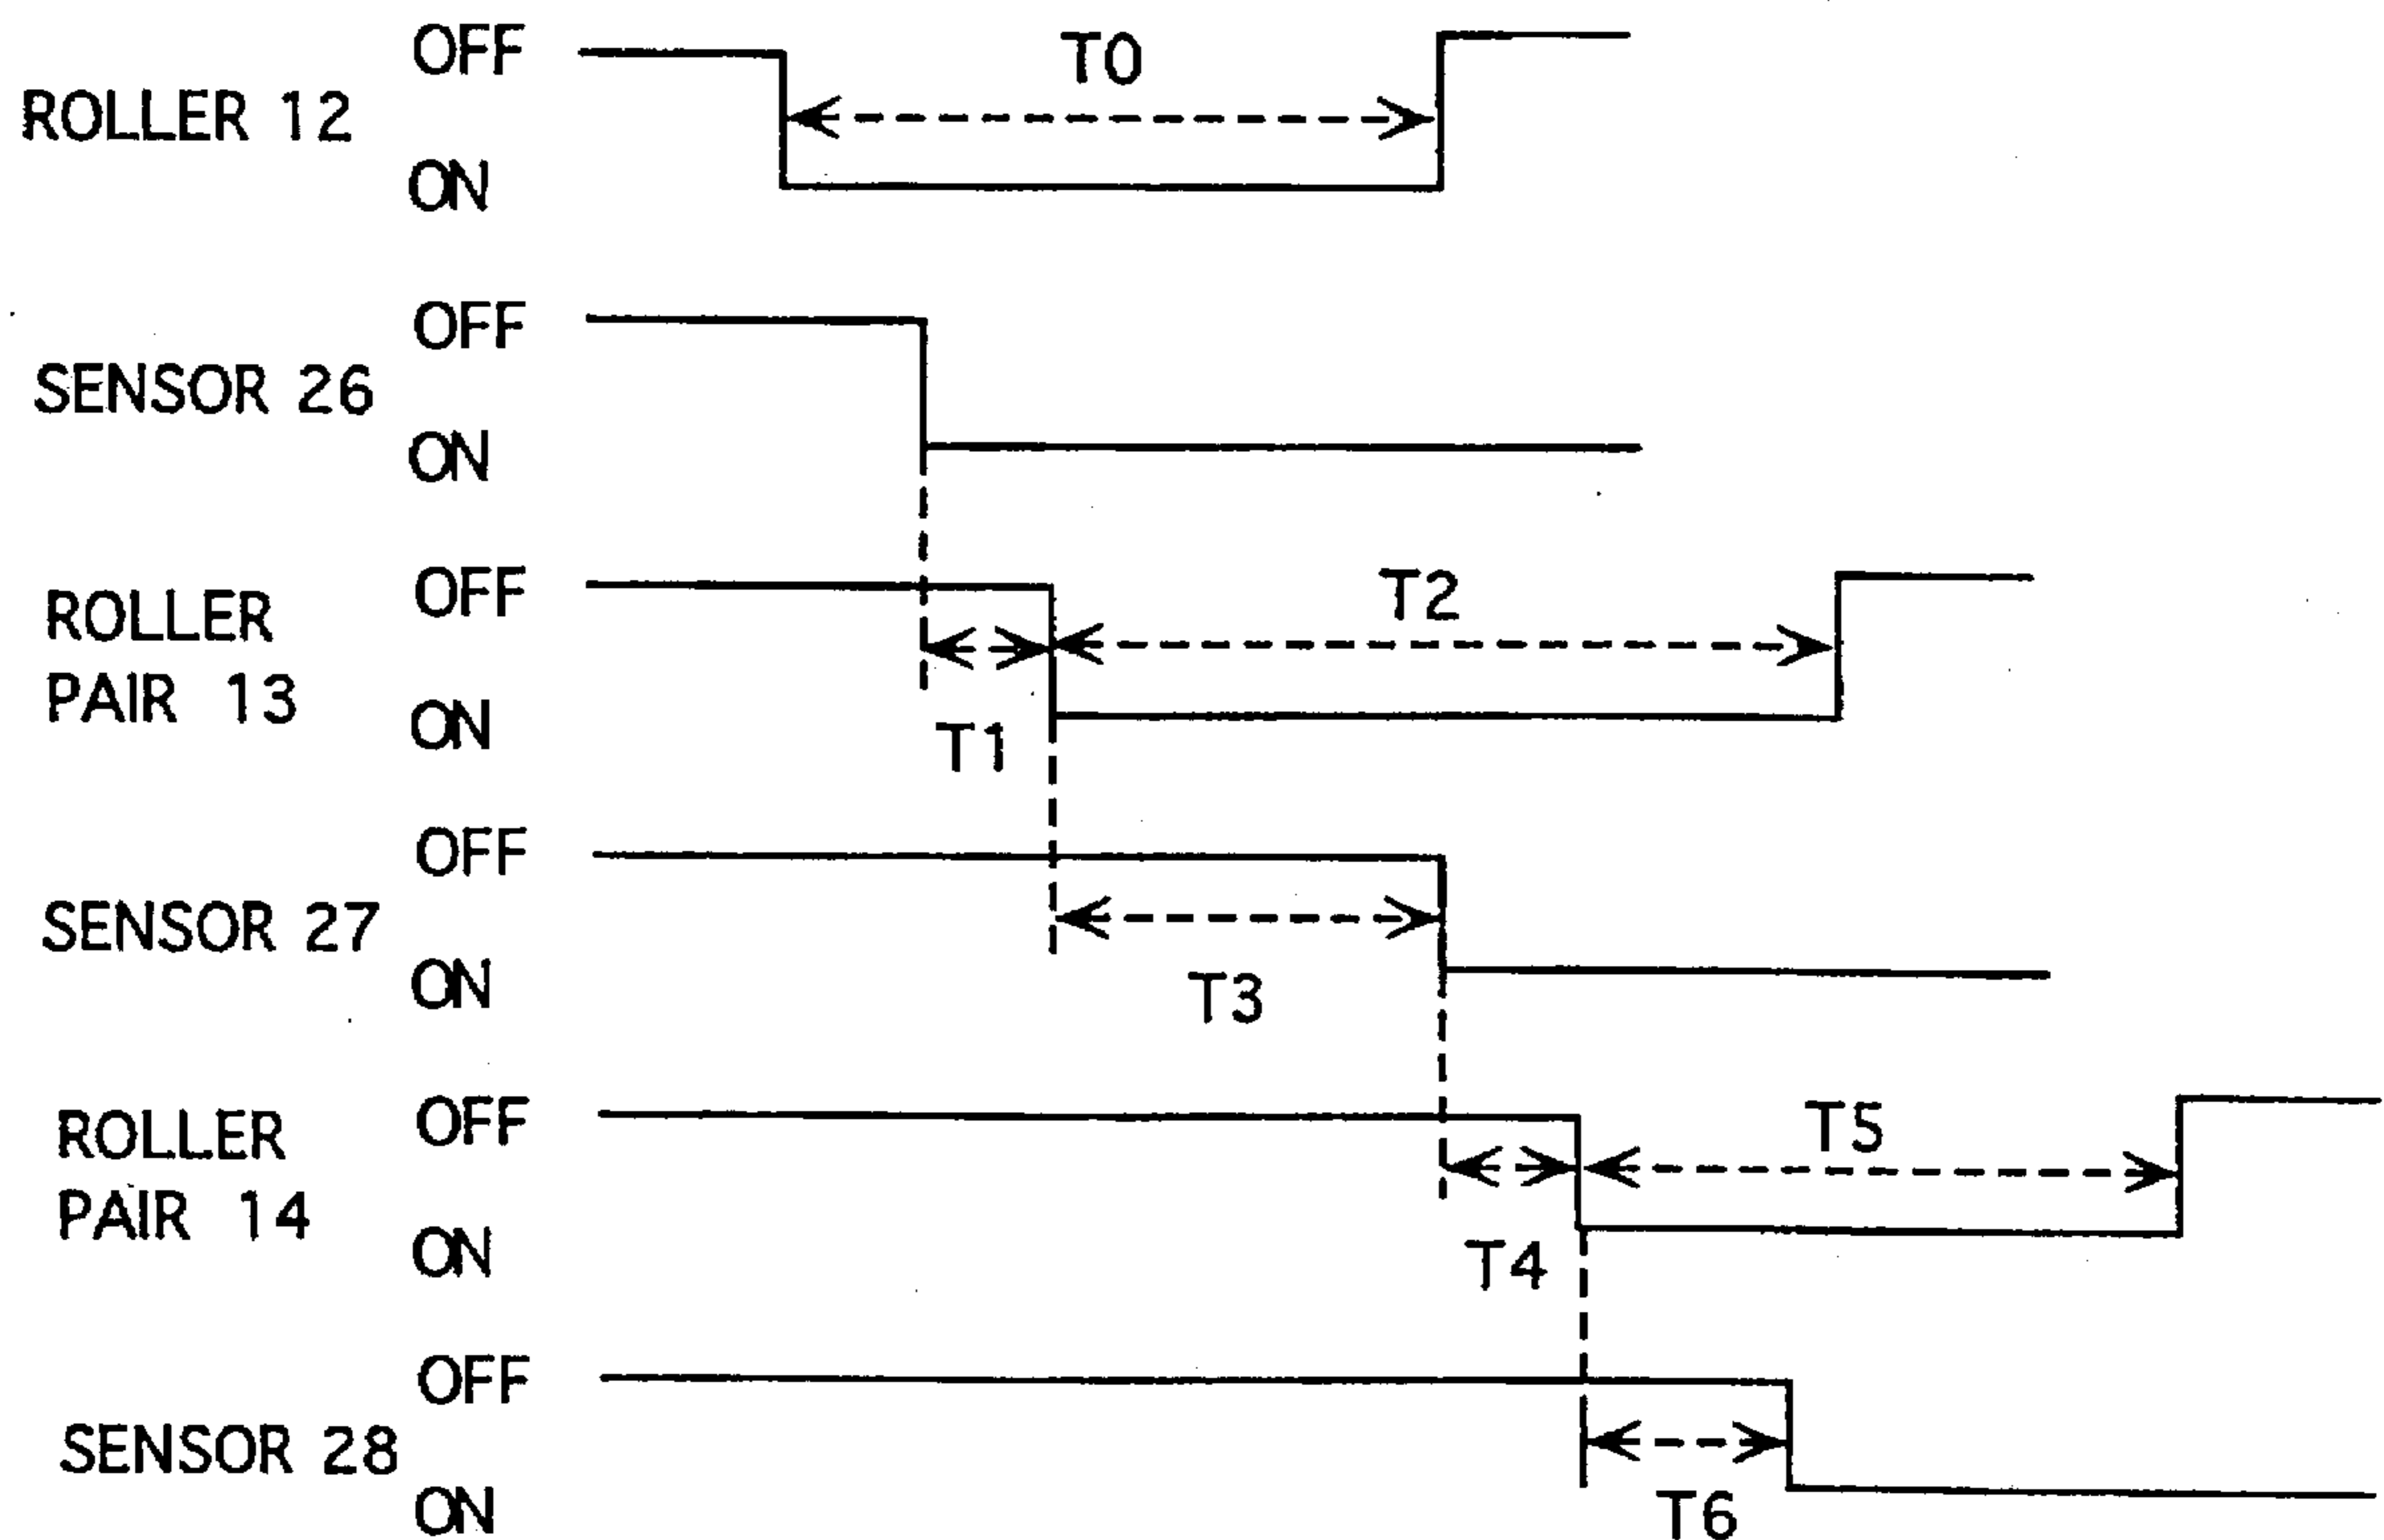 OFF
T0
ROLLER 12
ON
OFF
SENSOR 26
ON
OFF
T2
ROLLER
PAIR 13
ON
T1
OFF
SENSOR 27
ON
T3
OFF
T5
ROLLER
PAIR 14
ON
T4
OFF
SENSOR 28
ON
T6